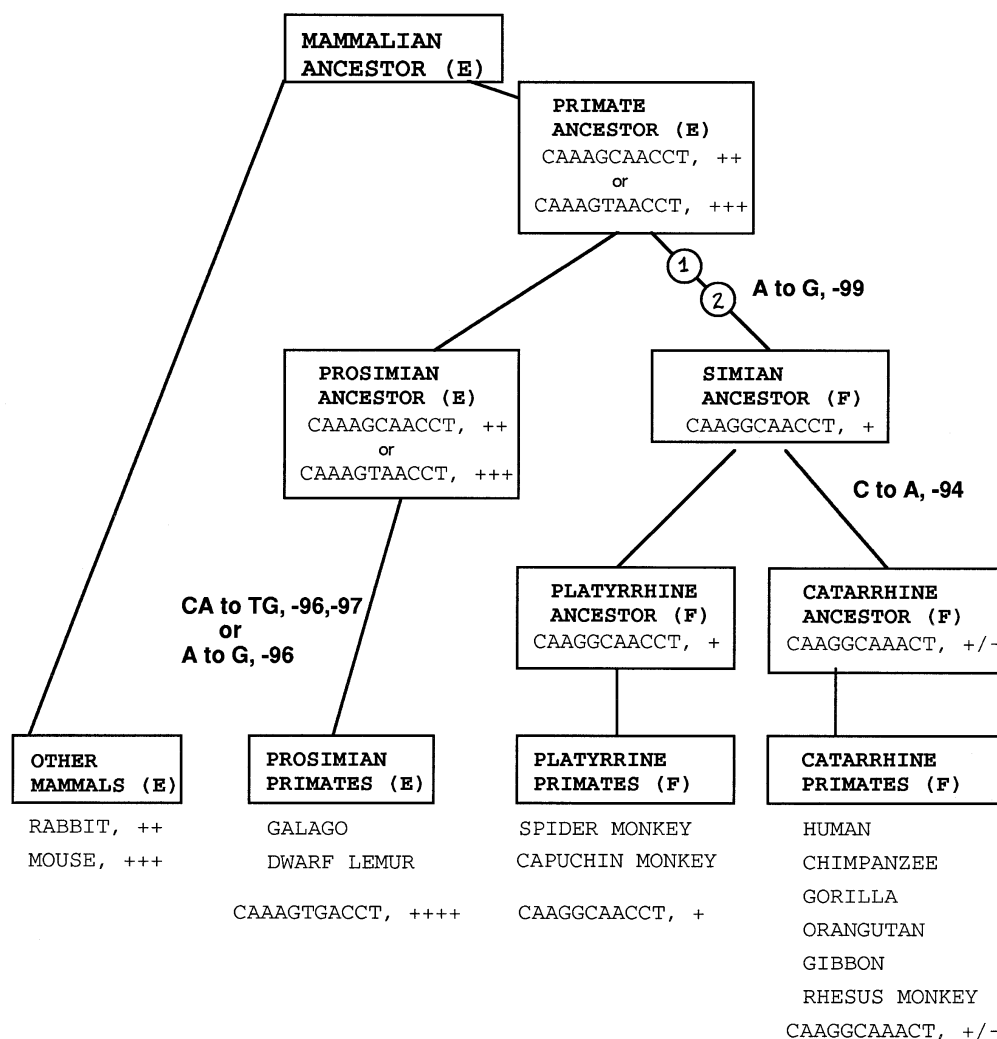 MAMMALIAN
ANCESTOR (E)
PRIMATE
ANCESTOR (E)
CAAAGCAACCT, ++
or
CAAAGTAACCT, +++
1
2
A to G, -99
PROSIMIAN
ANCESTOR (E)
CAAAGCAACCT, ++
or
CAAAGTAACCT, +++
SIMIAN
ANCESTOR (F)
CAAGGCAACCT, +
C to A, -94
CA to TG, -96,-97
or
A to G, -96
PLATYRRHINE
ANCESTOR (F)
CAAGGCAACCT, +
CATARRHINE
ANCESTOR (F)
CAAGGCAAACT, +/-
OTHER
MAMMALS (E)
RABBIT, ++
MOUSE, +++
PROSIMIAN
PRIMATES (E)
GALAGO
DWARF LEMUR
CAAAGTGACCT, ++++
PLATYRRINE
PRIMATES (F)
SPIDER MONKEY
CAPUCHIN MONKEY
CAAGGCAACCT, +
CATARRHINE
PRIMATES (F)
HUMAN
CHIMPANZEE
GORILLA
ORANGUTAN
GIBBON
RHESUS MONKEY
CAAGGCAAACT, +/-